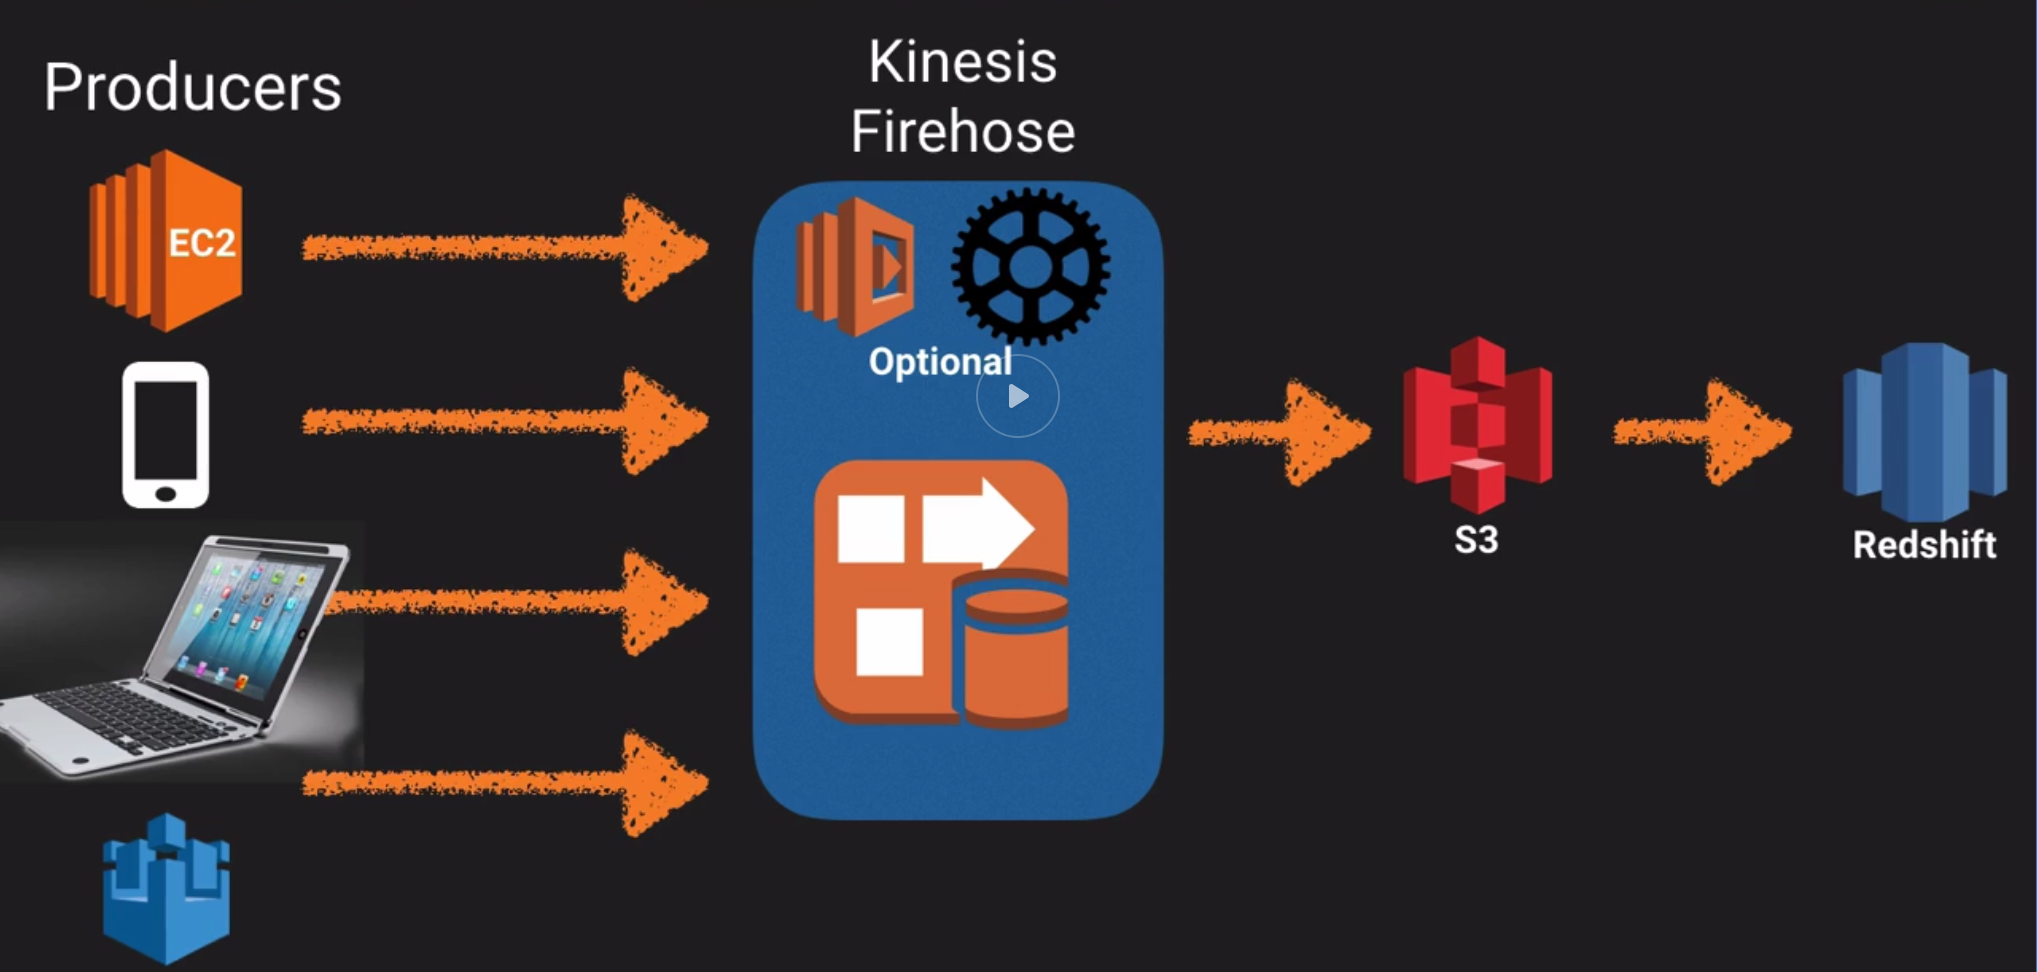 Producers
Kinesis
Firehose
EC2
Optional
S3
Redshift